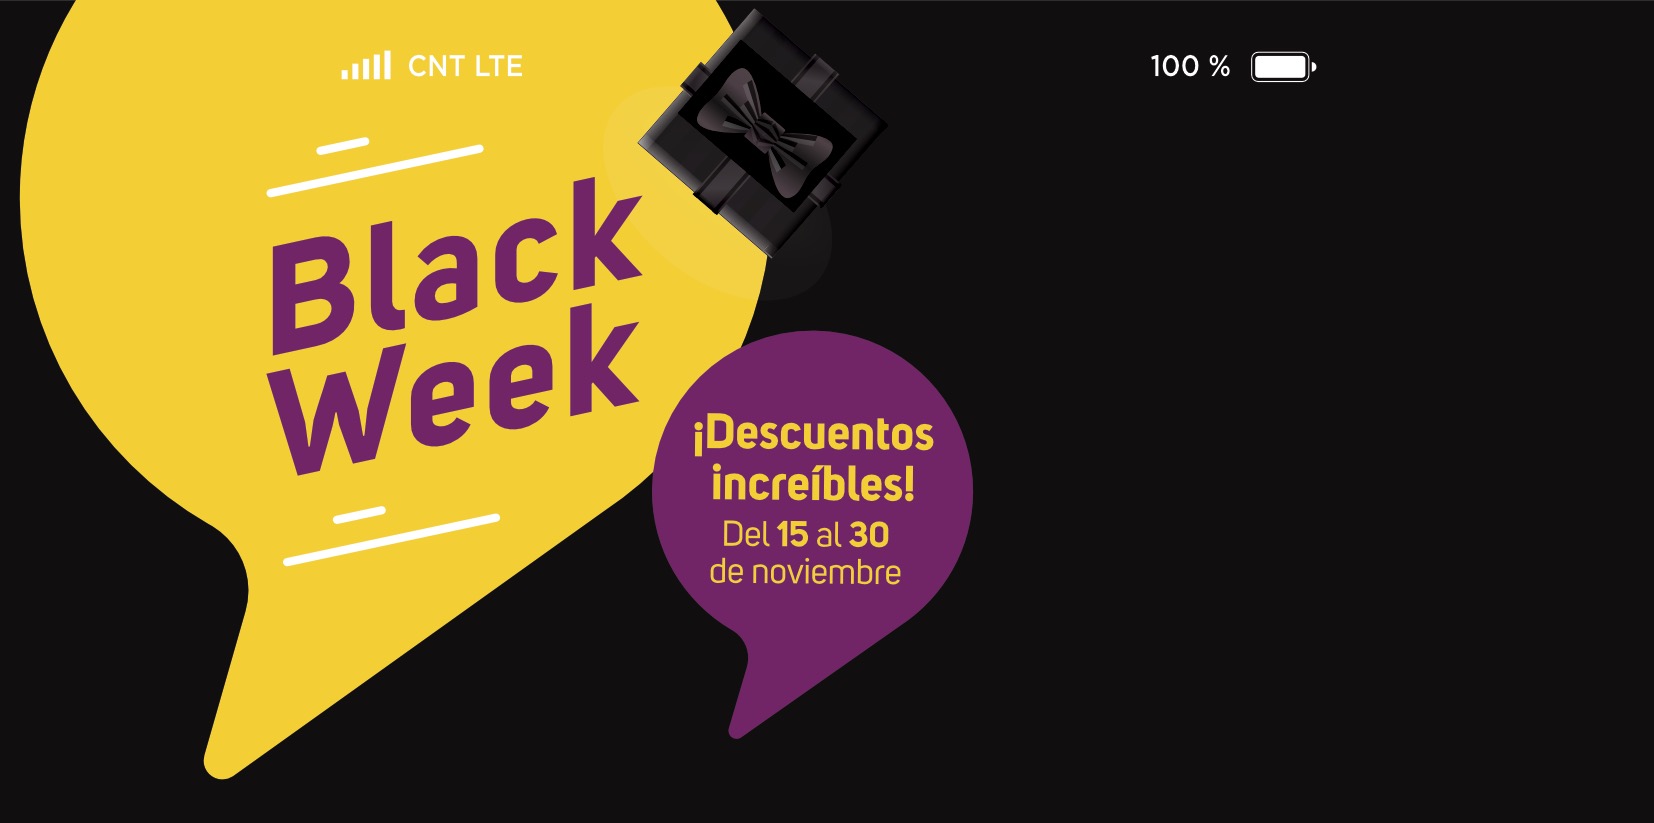 CNT LTE
100 %
Black
Week
¡Descuentos
increíbles!
Del 15 al 30
de noviembre